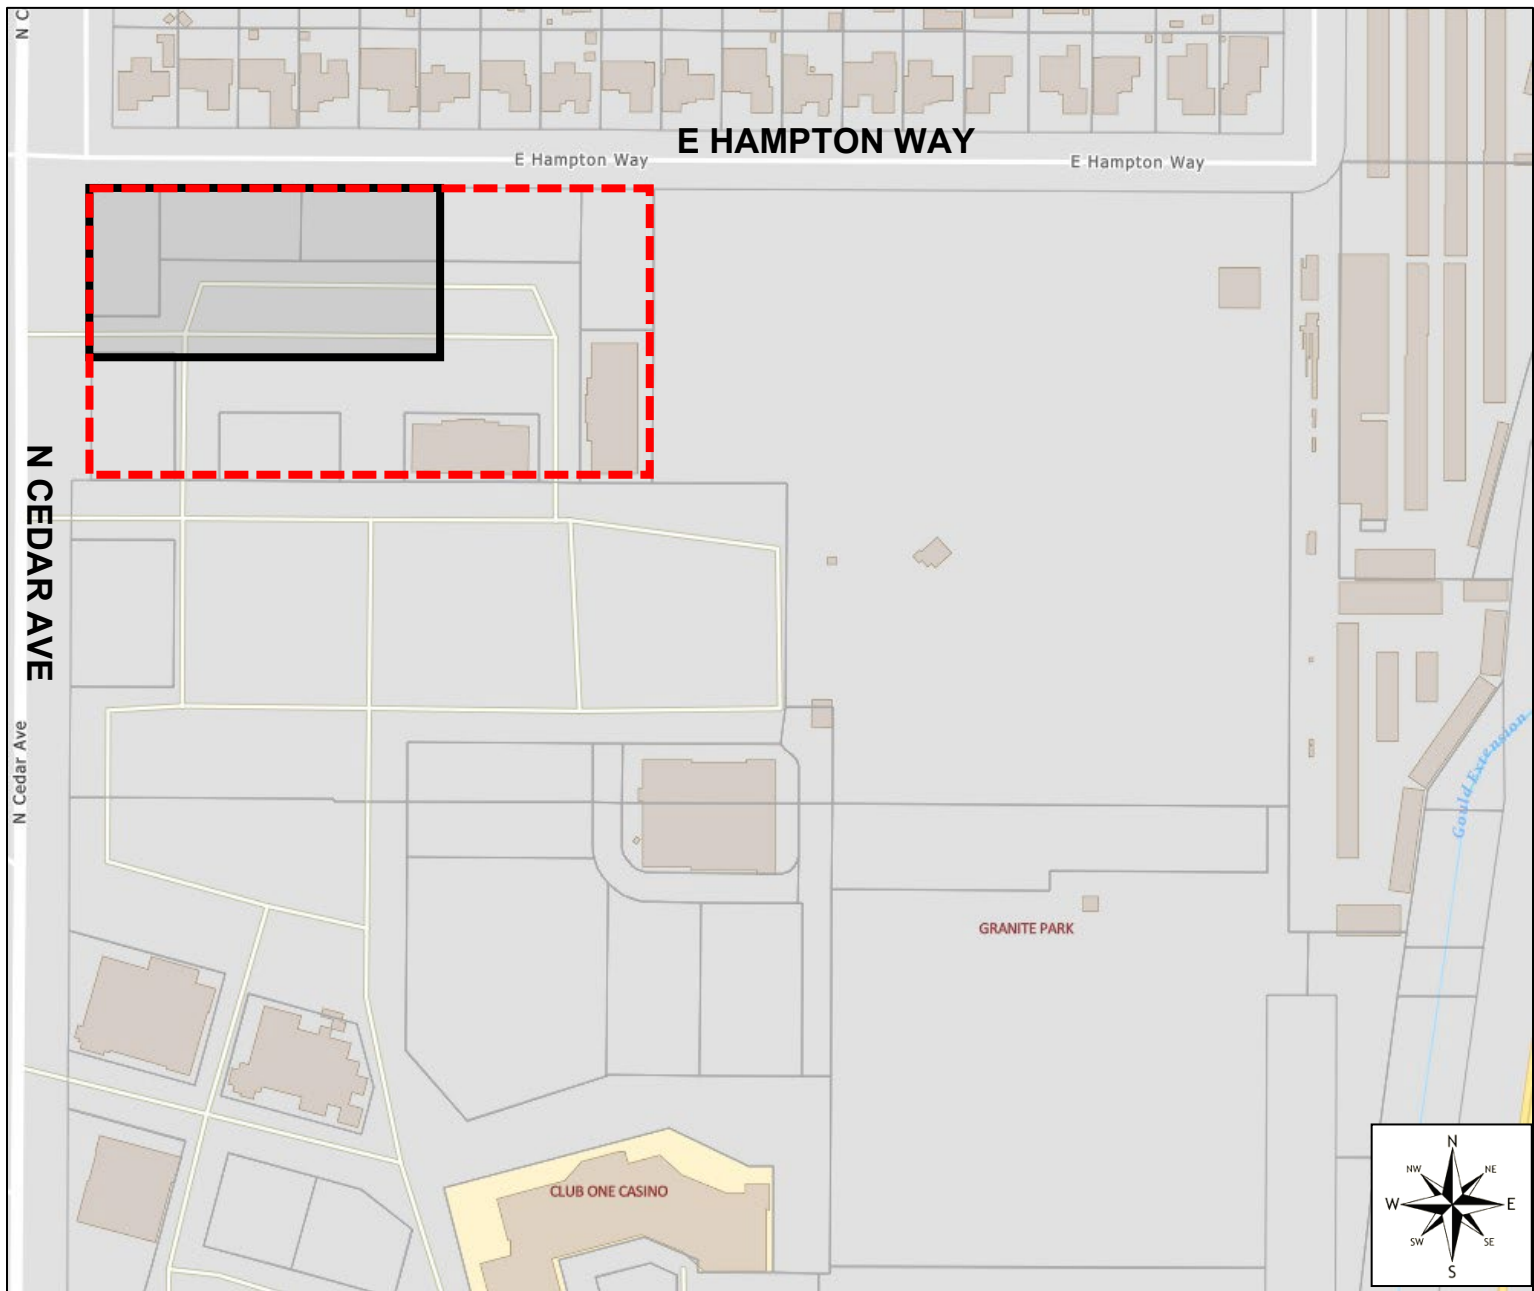 N C
E HAMPTON WAY
E Hampton Way
E Hampton Way
N CEDAR AVE
N Cedar Ave
Gould Extension
GRANITE PARK
CLUB ONE CASINO
N
NW
NE
W
E
SW
SE
S